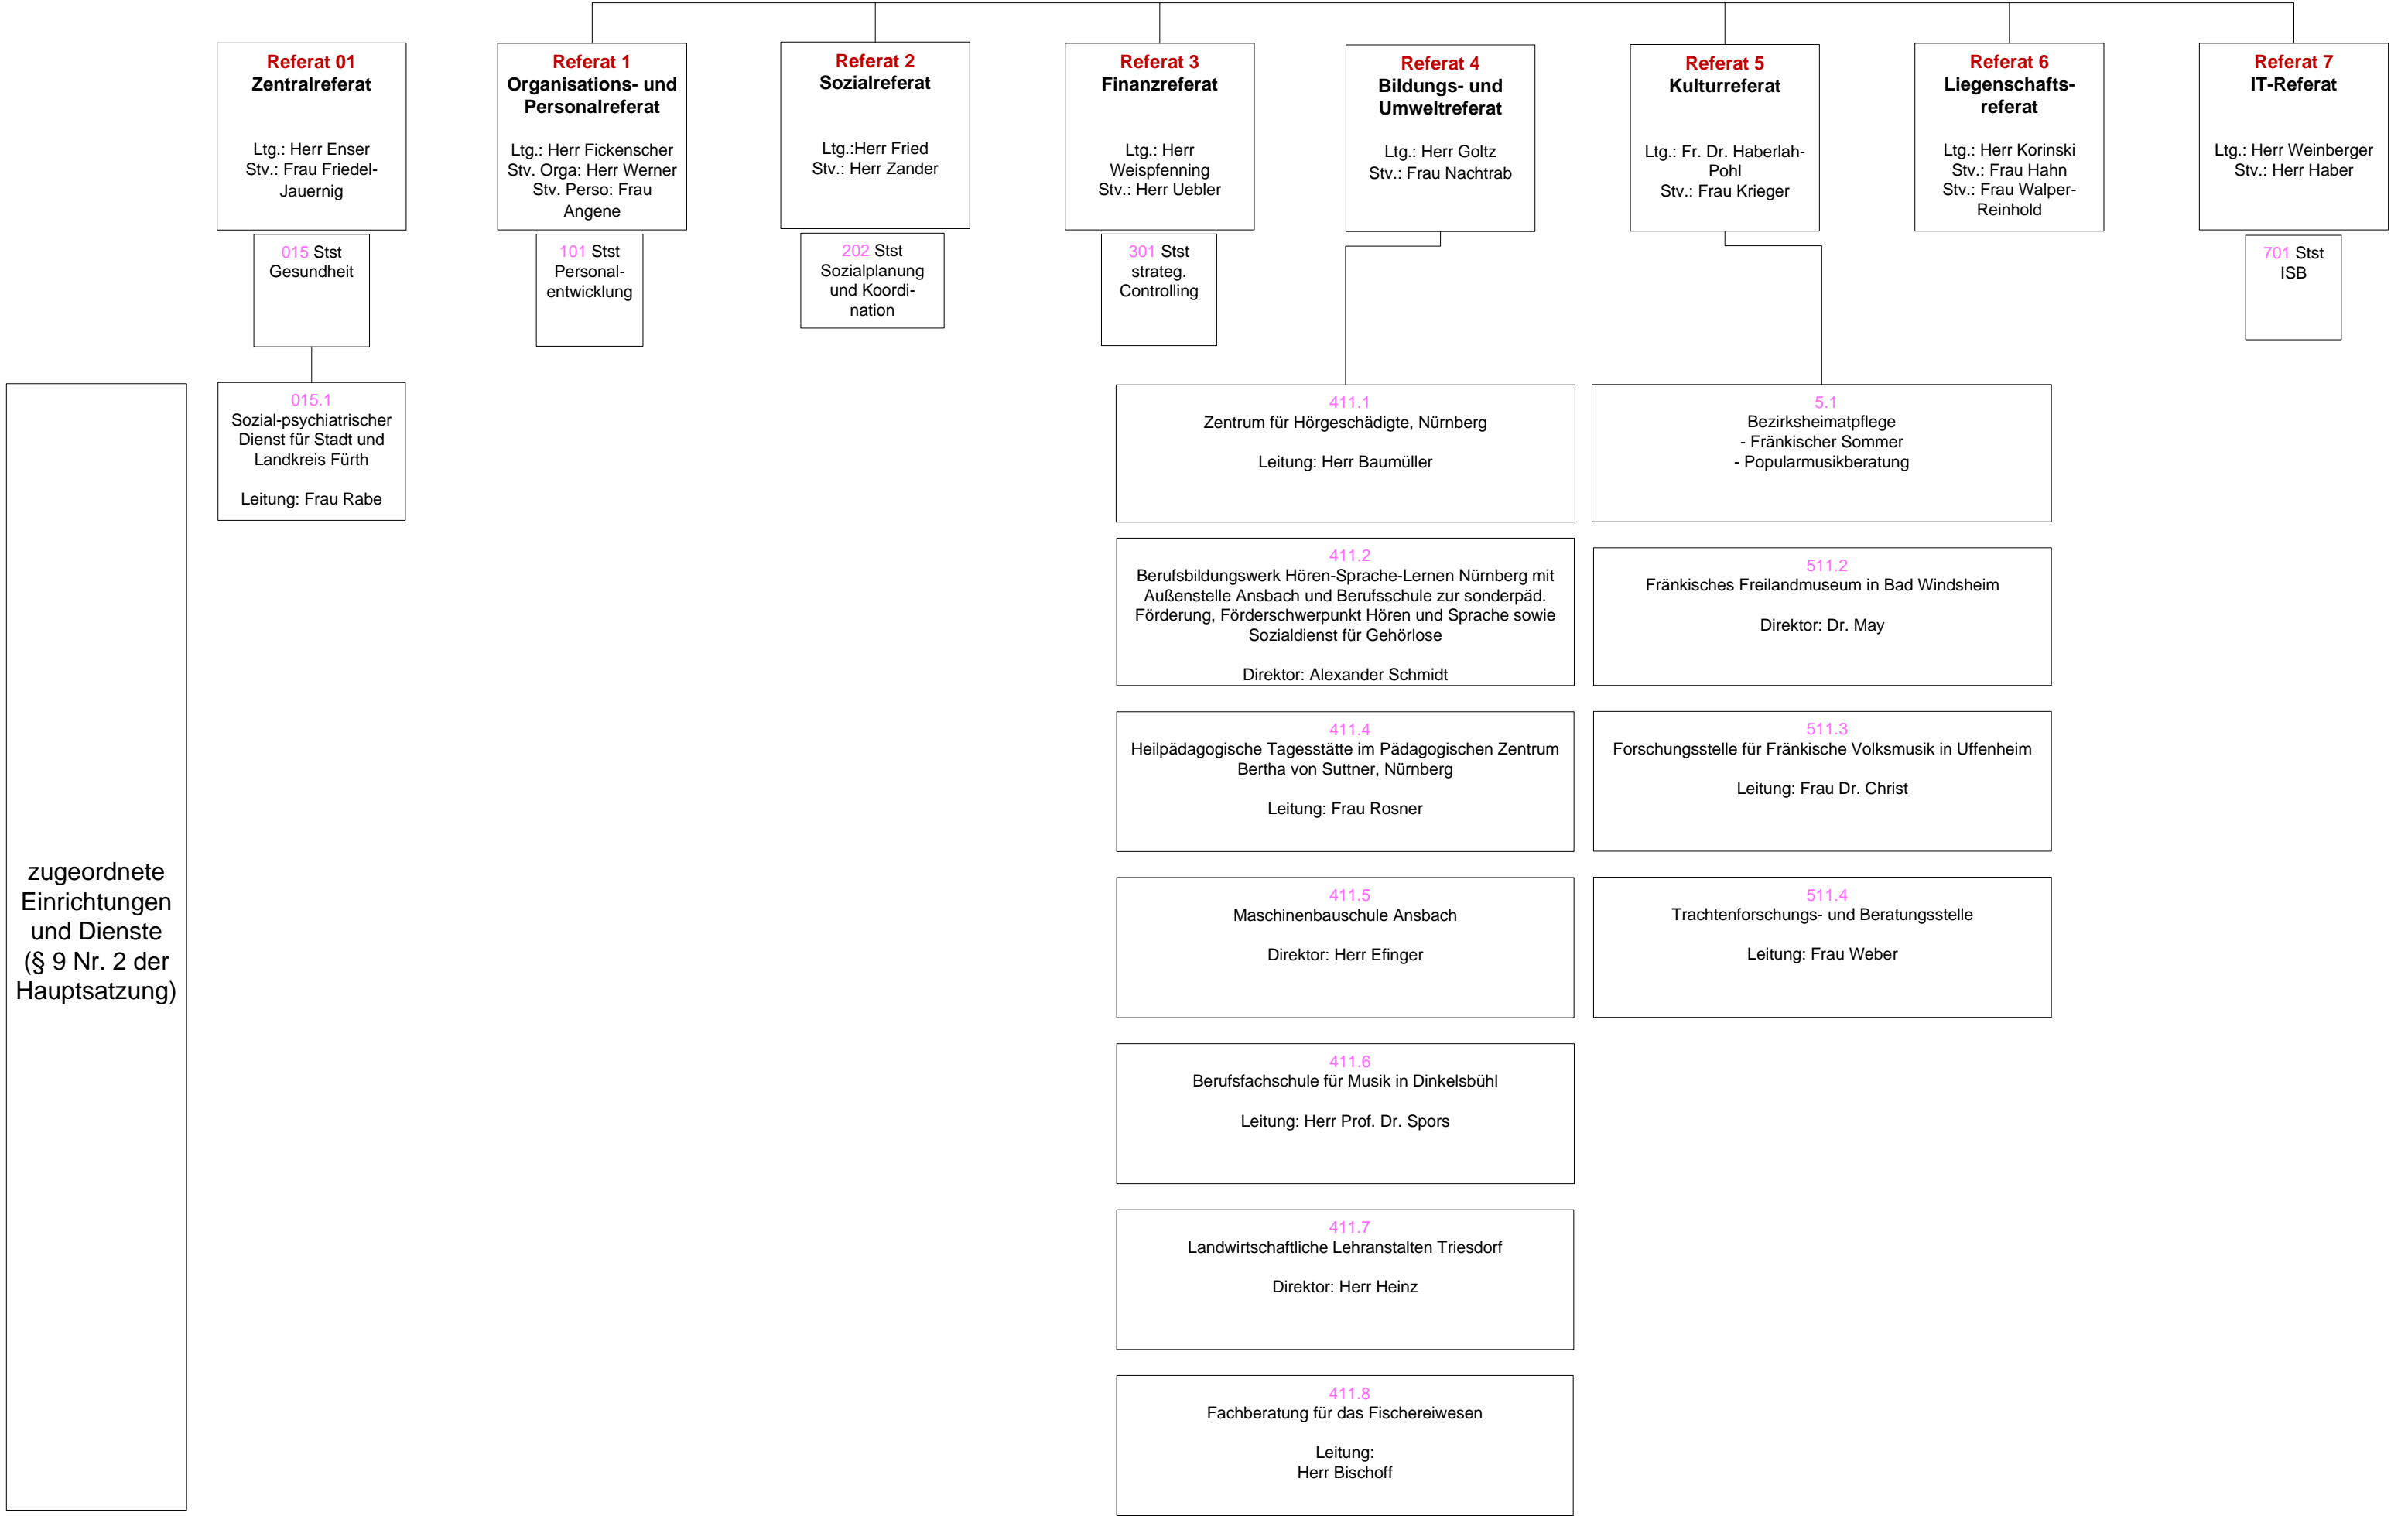 Referat 01
Zentralreferat
Ltg.: Herr Enser
Stv.: Frau Friedel-
Jauernig
Referat 1
Organisations- und
Personalreferat
Ltg.: Herr Fickenscher
Stv. Orga: Herr Werner
Stv. Perso: Frau
Angene
Referat 2
Sozialreferat
Ltg.:Herr Fried
Stv.: Herr Zander
Referat 3
Finanzreferat
Ltg.: Herr
Weispfenning
Stv.: Herr Uebler
Referat 4
Bildungs- und
Umweltreferat
Ltg.: Herr Goltz
Stv.: Frau Nachtrab
Referat 5
Kulturreferat
Ltg.: Fr. Dr. Haberlah-
Pohl
Stv.: Frau Krieger
Referat 6
Liegenschafts-
referat
Ltg.: Herr Korinski
Stv.: Frau Hahn
Stv.: Frau Walper-
Reinhold
Referat 7
IT-Referat
Ltg.: Herr Weinberger
Stv.: Herr Haber
015 Stst
Gesundheit
101 Stst
Personal-
entwicklung
202 Stst
Sozialplanung
und Koordi-
nation
301 Stst
strateg.
Controlling
701 Stst
ISB
zugeordnete
Einrichtungen
und Dienste
(§ 9 Nr. 2 der
Hauptsatzung)
015.1
Sozial-psychiatrischer
Dienst für Stadt und
Landkreis Fürth
Leitung: Frau Rabe
411.1
Zentrum für Hörgeschädigte, Nürnberg
Leitung: Herr Baumüller
411.2
Berufsbildungswerk Hören-Sprache-Lernen Nürnberg mit
Außenstelle Ansbach und Berufsschule zur sonderpäd.
Förderung, Förderschwerpunkt Hören und Sprache sowie
Sozialdienst für Gehörlose
Direktor: Alexander Schmidt
411.4
Heilpädagogische Tagesstätte im Pädagogischen Zentrum
Bertha von Suttner, Nürnberg
Leitung: Frau Rosner
411.5
Maschinenbauschule Ansbach
Direktor: Herr Efinger
411.6
Berufsfachschule für Musik in Dinkelsbühl
Leitung: Herr Prof. Dr. Spors
411.7
Landwirtschaftliche Lehranstalten Triesdorf
Direktor: Herr Heinz
411.8
Fachberatung für das Fischereiwesen
Leitung:
Herr Bischoff
5.1
Bezirksheimatpflege
- Fränkischer Sommer
- Popularmusikberatung
511.2
Fränkisches Freilandmuseum in Bad Windsheim
Direktor: Dr. May
511.3
Forschungsstelle für Fränkische Volksmusik in Uffenheim
Leitung: Frau Dr. Christ
511.4
Trachtenforschungs- und Beratungsstelle
Leitung: Frau Weber